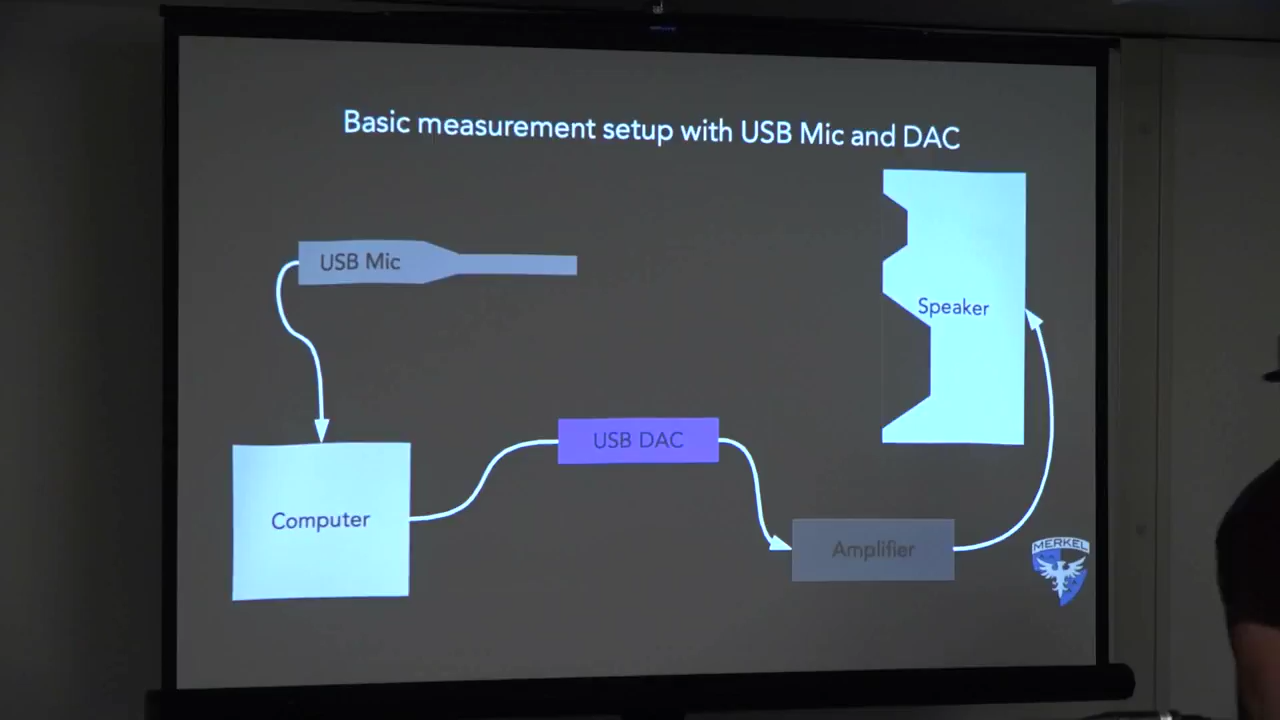 Basic measurement setup with USB Mic and DAC
USB Mic
Speaker
USB DAC
Computer
Amplifier
MERKEL